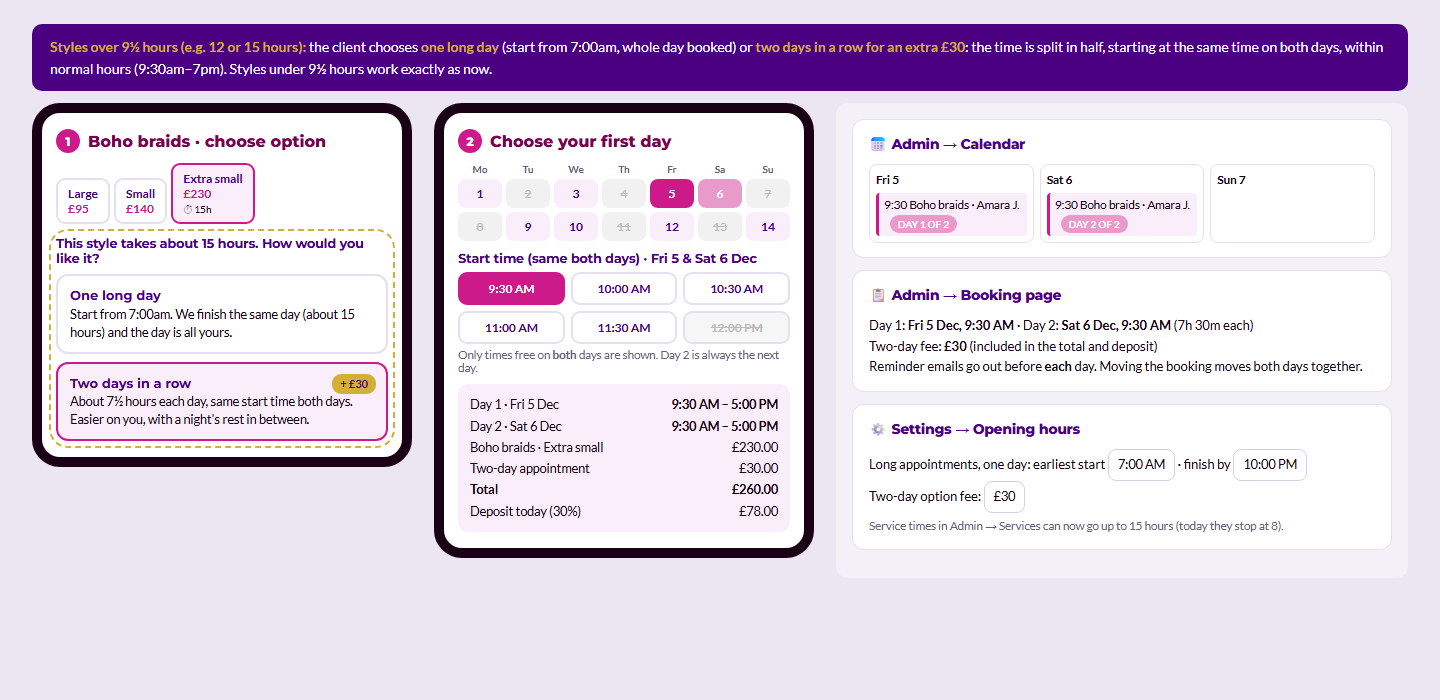 Styles over 9½ hours (e.g. 12 or 15 hours): the client chooses one long day (start from 7:00am, whole day booked) or two days in a row for an extra £30: the time is split in half, starting at the same time on both days, within
normal hours (9:30am–7pm). Styles under 9½ hours work exactly as now.
1 Boho braids · choose option
Large
£95
Small
£140
Extra small
£230
⏱ 15h
This style takes about 15 hours. How would you
like it?
One long day
Start from 7:00am. We finish the same day (about 15
hours) and the day is all yours.
Two days in a row +£30
About 7½ hours each day, same start time both days.
Easier on you, with a night's rest in between.
2 Choose your first day
Mo Tu We Th Fr Sa Su
1 2 3 4 5 6 7
8 9 10 11 12 13 14
Start time (same both days) · Fri 5 & Sat 6 Dec
9:30 AM 10:00 AM 10:30 AM
11:00 AM 11:30 AM 12:00 PM
Only times free on both days are shown. Day 2 is always the next
day.
Day 1 · Fri 5 Dec 9:30 AM – 5:00 PM
Day 2 · Sat 6 Dec 9:30 AM – 5:00 PM
Boho braids · Extra small £230.00
Two-day appointment £30.00
Total £260.00
Deposit today (30%) £78.00
Admin → Calendar
Fri 5
9:30 Boho braids · Amara J.
DAY 1 OF 2
Sat 6
9:30 Boho braids · Amara J.
DAY 2 OF 2
Sun 7
Admin → Booking page
Day 1: Fri 5 Dec, 9:30 AM · Day 2: Sat 6 Dec, 9:30 AM (7h 30m each)
Two-day fee: £30 (included in the total and deposit)
Reminder emails go out before each day. Moving the booking moves both days together.
Settings → Opening hours
Long appointments, one day: earliest start 7:00 AM · finish by 10:00 PM
Two-day option fee: £30
Service times in Admin → Services can now go up to 15 hours (today they stop at 8).